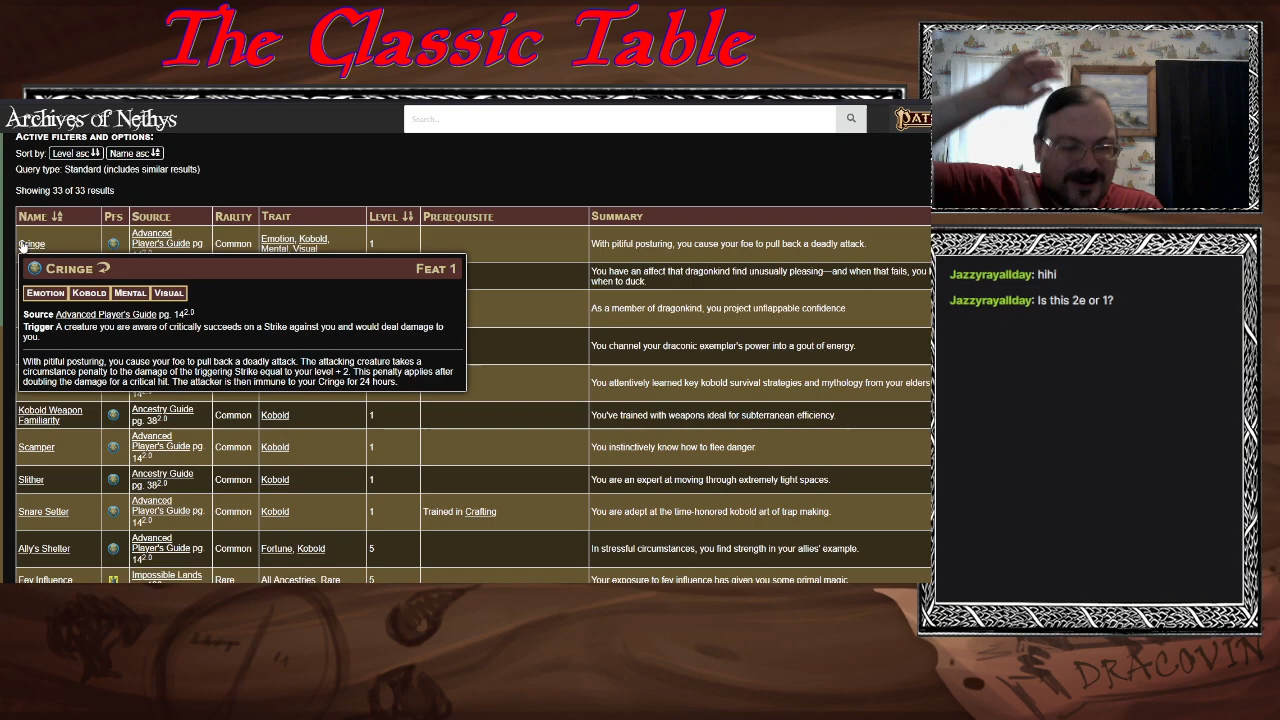 The Classic Table
Archives of Nethys
Search...
ACTIVE FILTERS AND OPTIONS:
Sort by: Level asc Name asc
Query type: Standard (includes similar results)
Showing 33 of 33 results
NAME PFS SOURCE RARITY TRAIT LEVEL PREREQUISITE SUMMARY
Cringe Advanced Player's Guide pg. Common Emotion, Kobold, Mental, Visual 1 With pitiful posturing, you cause your foe to pull back a deadly attack.
CRINGE FEAT 1
EMOTION KOBOLD MENTAL VISUAL
Source Advanced Player's Guide pg. 14 2.0
Trigger A creature you are aware of critically succeeds on a Strike against you and would deal damage to
you.
With pitiful posturing, you cause your foe to pull back a deadly attack. The attacking creature takes a
circumstance penalty to the damage of the triggering Strike equal to your level + 2. This penalty applies after
doubling the damage for a critical hit. The attacker is then immune to your Cringe for 24 hours.
You have an affect that dragonkind find unusually pleasing—and when that fails, you
when to duck.
As a member of dragonkind, you project unflappable confidence
You channel your draconic exemplar's power into a gout of energy.
You attentively learned key kobold survival strategies and mythology from your elders
Kobold Weapon Familiarity Ancestry Guide pg. 38 2.0 Common Kobold 1 You've trained with weapons ideal for subterranean efficiency.
Scamper Advanced Player's Guide pg. 14 2.0 Common Kobold 1 You instinctively know how to flee danger
Slither Ancestry Guide pg. 38 2.0 Common Kobold 1 You are an expert at moving through extremely tight spaces.
Snare Setter Advanced Player's Guide pg. 14 2.0 Common Kobold 1 Trained in Crafting You are adept at the time-honored kobold art of trap making.
Ally's Shelter Advanced Player's Guide pg. 14 2.0 Common Fortune, Kobold 5 In stressful circumstances, you find strength in your allies' example.
Fey Influence Impossible Lands Rare All Ancestries, Rare 5 Your exposure to fey influence has given you some primal magic
Jazzyrayallday: hihi
Jazzyrayallday: Is this 2e or 1?
DRACOVIN